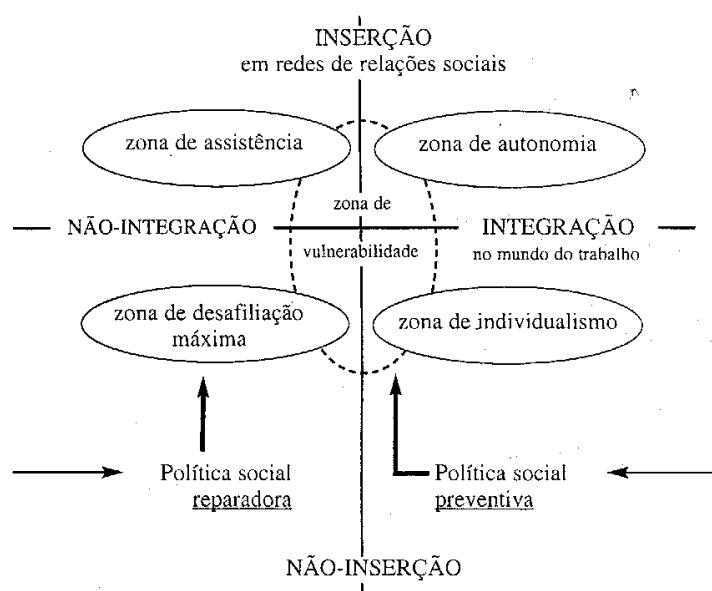 INSERÇÃO
em redes de relações sociais
zona de assistência
zona de autonomia
zona de
NÃO-INTEGRAÇÃO
INTEGRAÇÃO
vulnerabilidade
no mundo do trabalho
zona de desafiliação
máxima
zona de individualismo
Política social
reparadora
Política social
preventiva
NÃO-INSERÇÃO